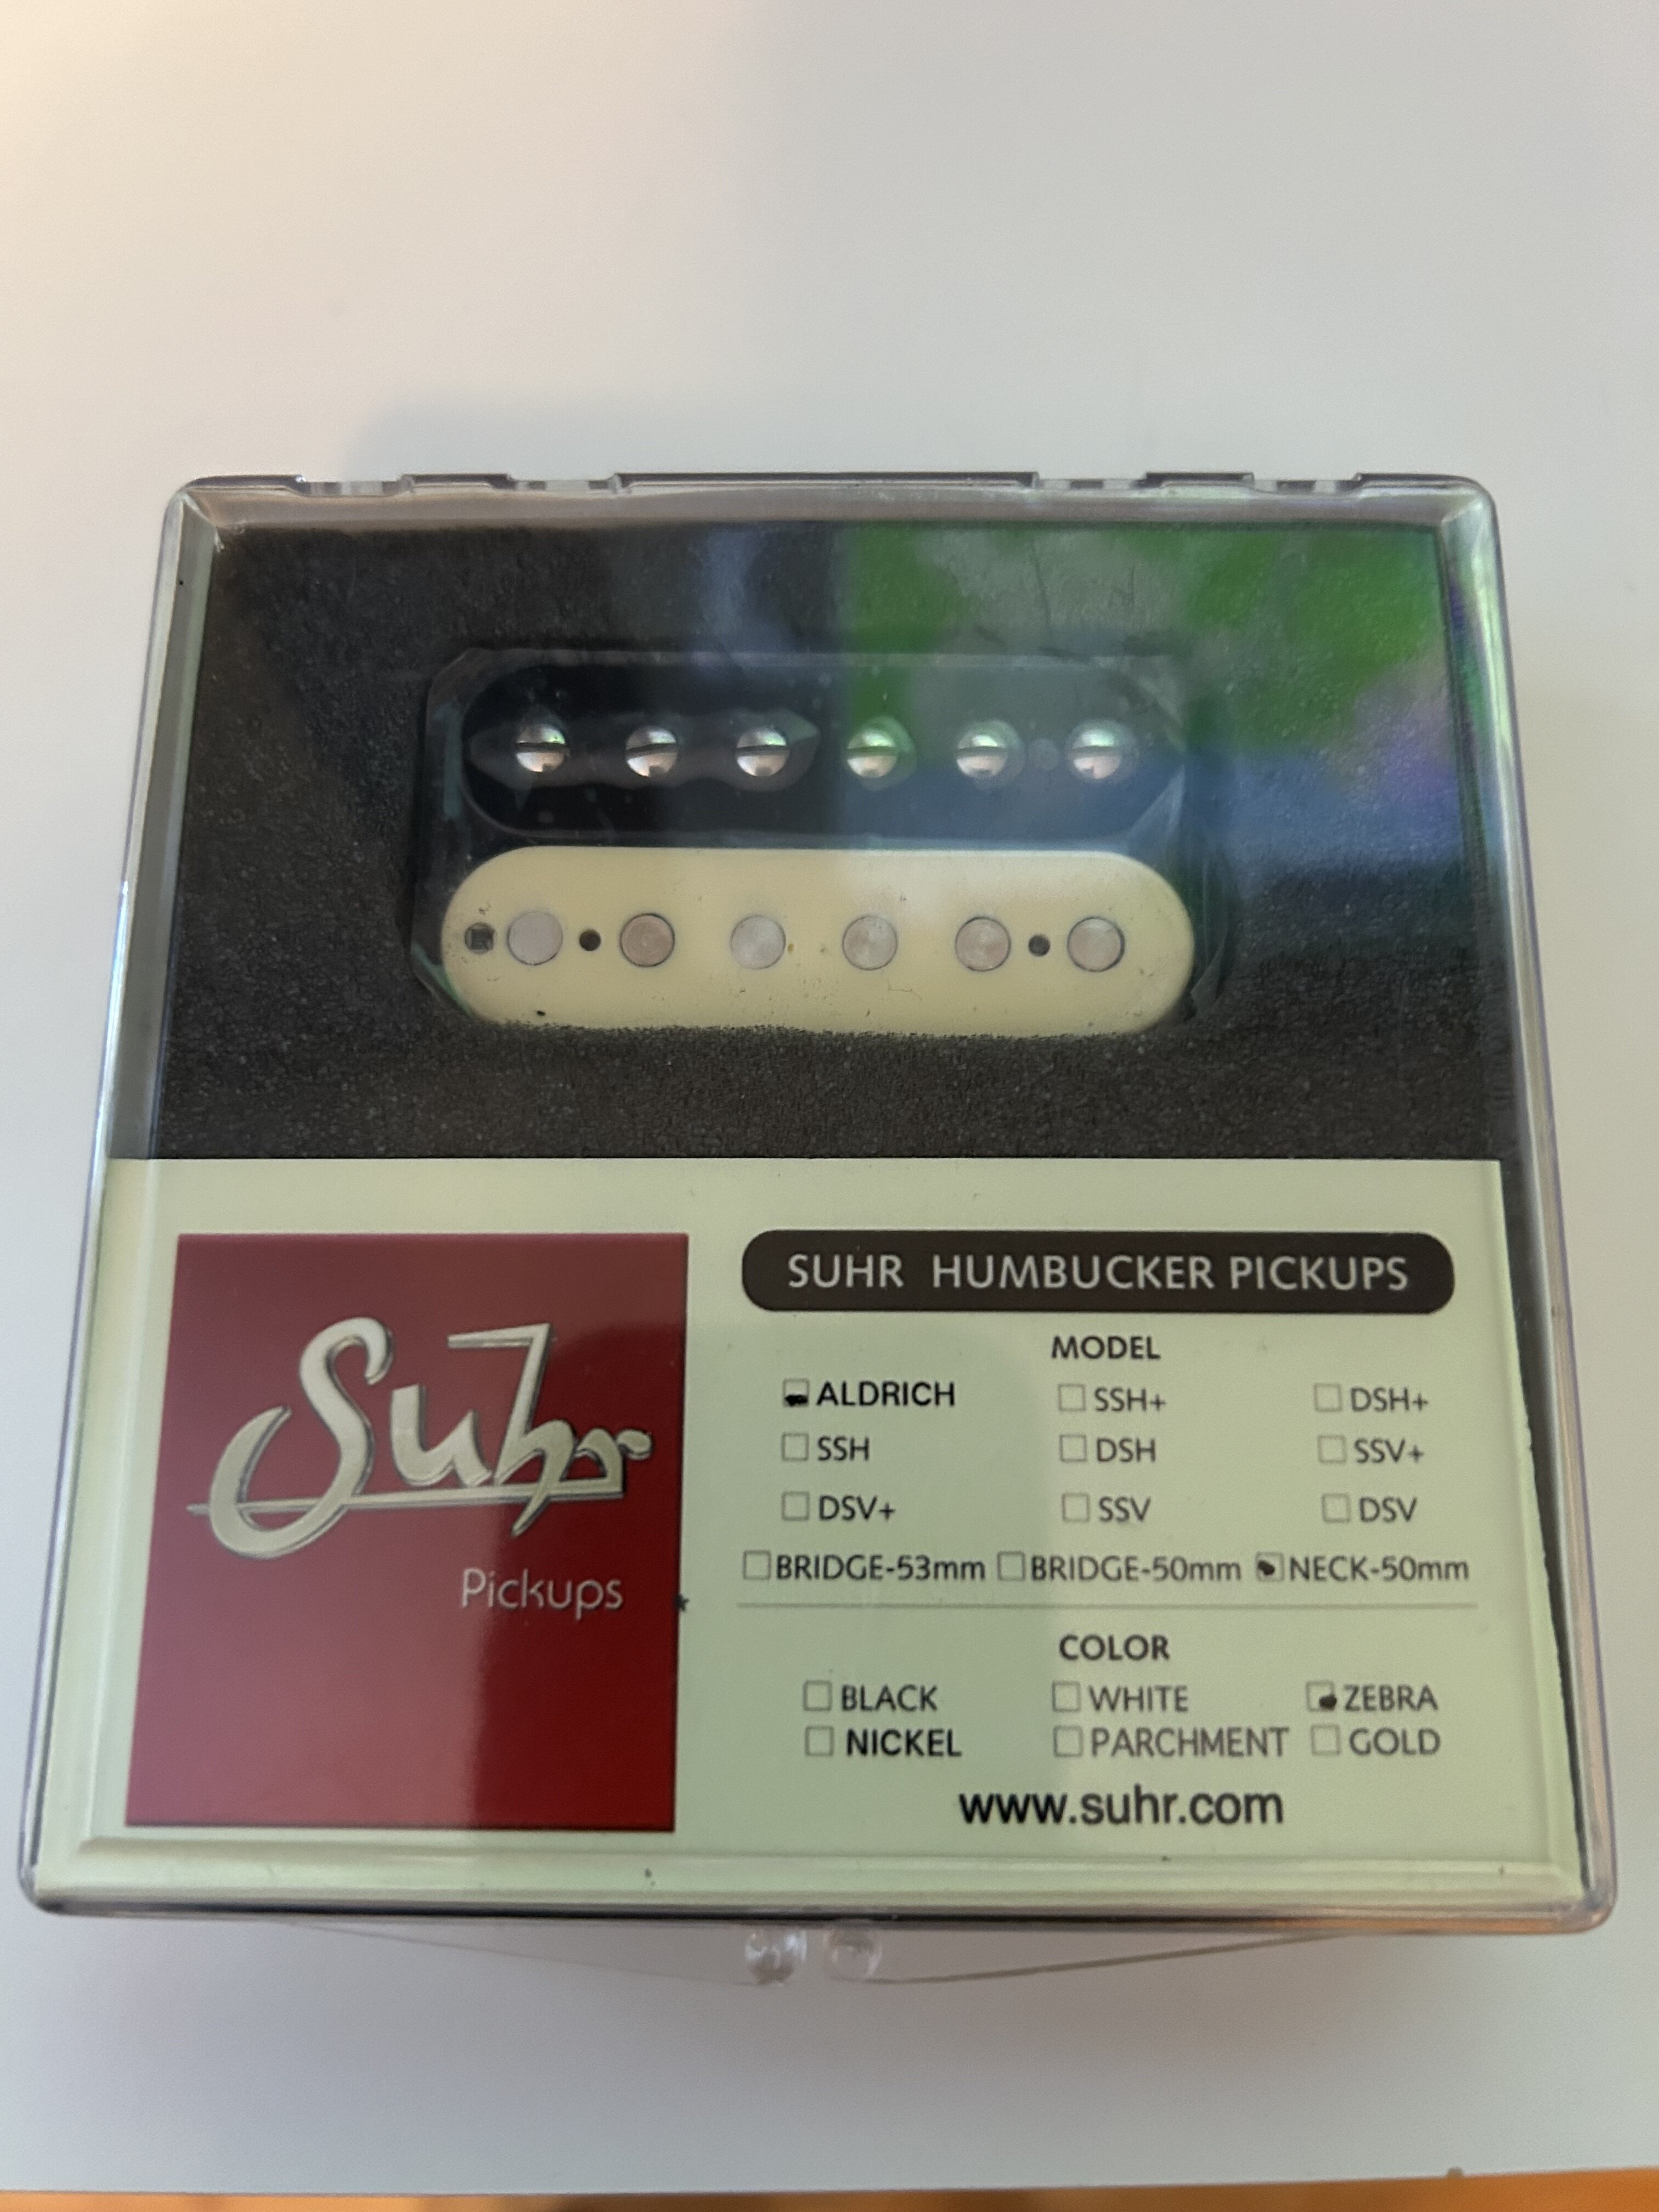 Suhr
Pickups
SUHR HUMBUCKER PICKUPS
MODEL
ALDRICH SSH+ DSH+
SSH DSH SSV+
DSV+ SSV DSV
BRIDGE-53mm BRIDGE-50mm NECK-50mm
COLOR
BLACK WHITE ZEBRA
NICKEL PARCHMENT GOLD
www.suhr.com